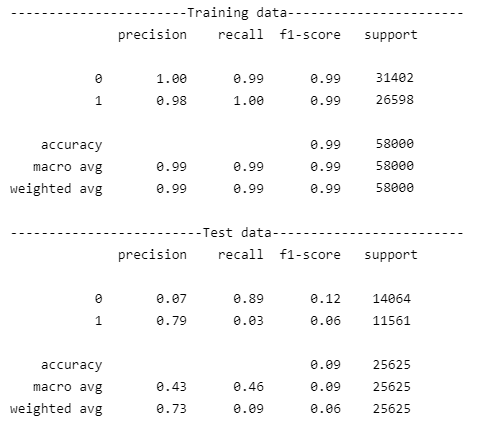 -----------------------Training data-----------------------
              precision    recall  f1-score   support

           0       1.00      0.99      0.99     31402
           1       0.98      1.00      0.99     26598

    accuracy                           0.99     58000
   macro avg       0.99      0.99      0.99     58000
weighted avg       0.99      0.99      0.99     58000

-------------------------Test data-------------------------
              precision    recall  f1-score   support

           0       0.07      0.89      0.12     14064
           1       0.79      0.03      0.06     11561

    accuracy                           0.09     25625
   macro avg       0.43      0.46      0.09     25625
weighted avg       0.73      0.09      0.06     25625